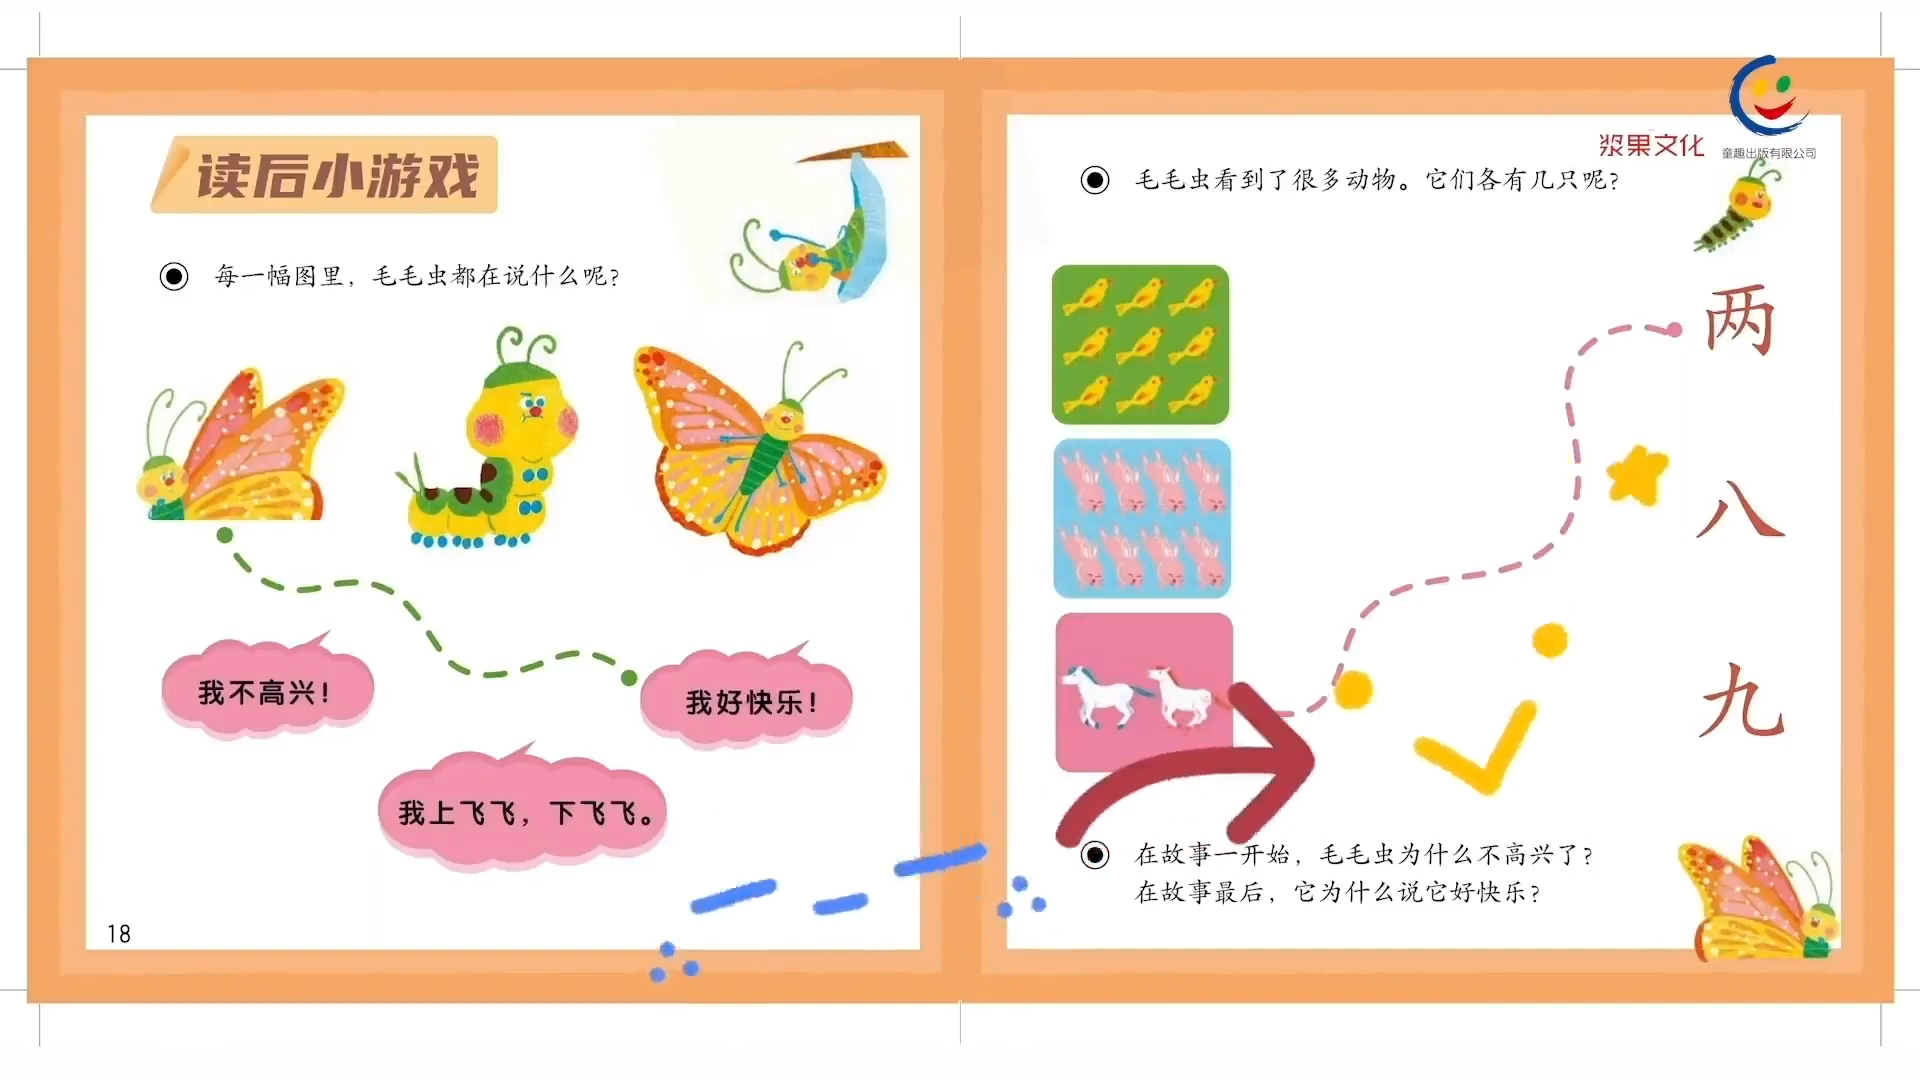 读后小游戏
每一幅图里，毛毛虫都在说什么呢？
我不高兴！
我好快乐！
我上飞飞，下飞飞。
18
浆果文化
童趣出版有限公司
毛毛虫看到了很多动物。它们各有几只呢？
两
八
九
在故事一开始，毛毛虫为什么不高兴了？
在故事最后，它为什么说它好快乐？